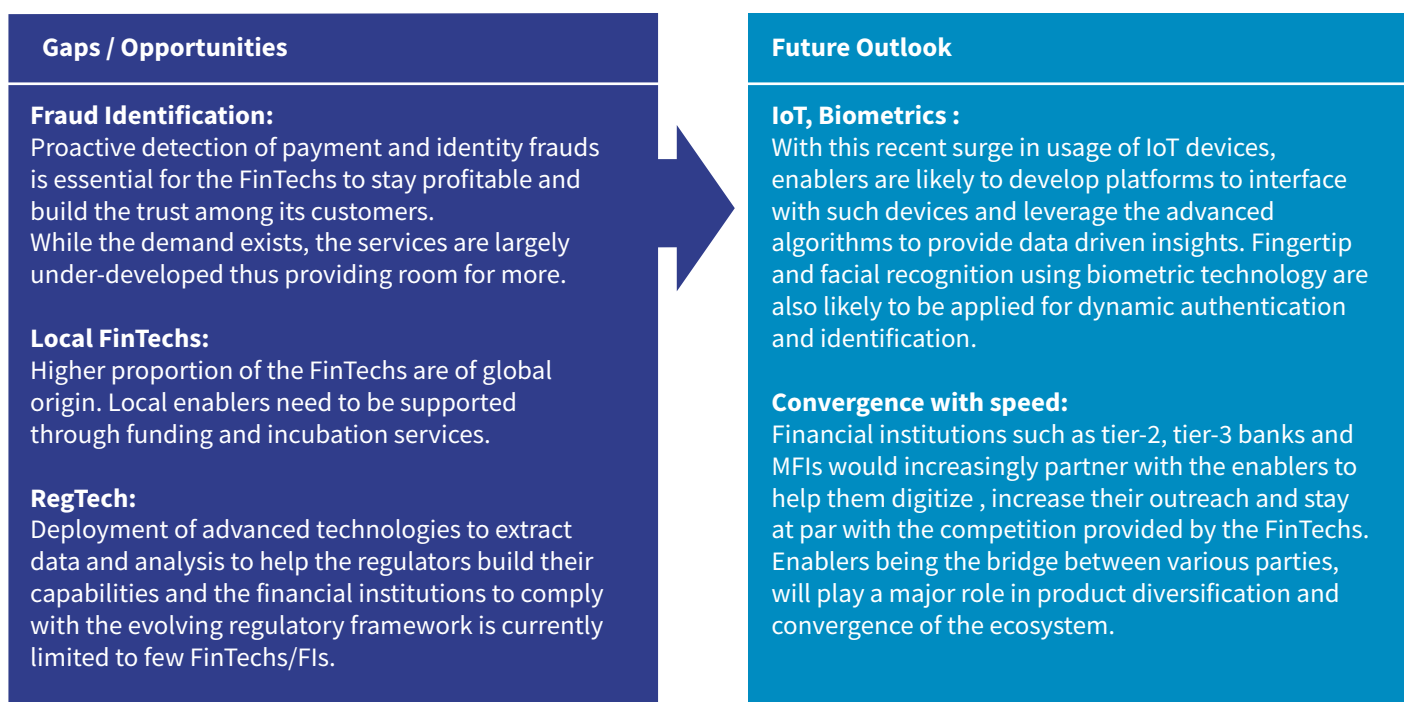 Gaps / Opportunities
Fraud Identification:
Proactive detection of payment and identity frauds
is essential for the FinTechs to stay profitable and
build the trust among its customers.
While the demand exists, the services are largely
under-developed thus providing room for more.
Local FinTechs:
Higher proportion of the FinTechs are of global
origin. Local enablers need to be supported
through funding and incubation services.
RegTech:
Deployment of advanced technologies to extract
data and analysis to help the regulators build their
capabilities and the financial institutions to comply
with the evolving regulatory framework is currently
limited to few FinTechs/FIs.
Future Outlook
IoT, Biometrics :
With this recent surge in usage of IoT devices,
enablers are likely to develop platforms to interface
with such devices and leverage the advanced
algorithms to provide data driven insights. Fingertip
and facial recognition using biometric technology are
also likely to be applied for dynamic authentication
and identification.
Convergence with speed:
Financial institutions such as tier-2, tier-3 banks and
MFIs would increasingly partner with the enablers to
help them digitize , increase their outreach and stay
at par with the competition provided by the FinTechs.
Enablers being the bridge between various parties,
will play a major role in product diversification and
convergence of the ecosystem.